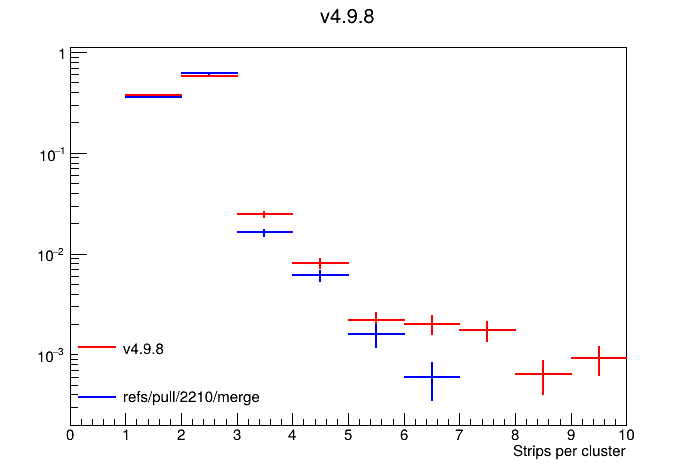 v4.9.8
1
10⁻¹
10⁻²
10⁻³
v4.9.8
refs/pull/2210/merge
0 1 2 3 4 5 6 7 8 9 10
Strips per cluster